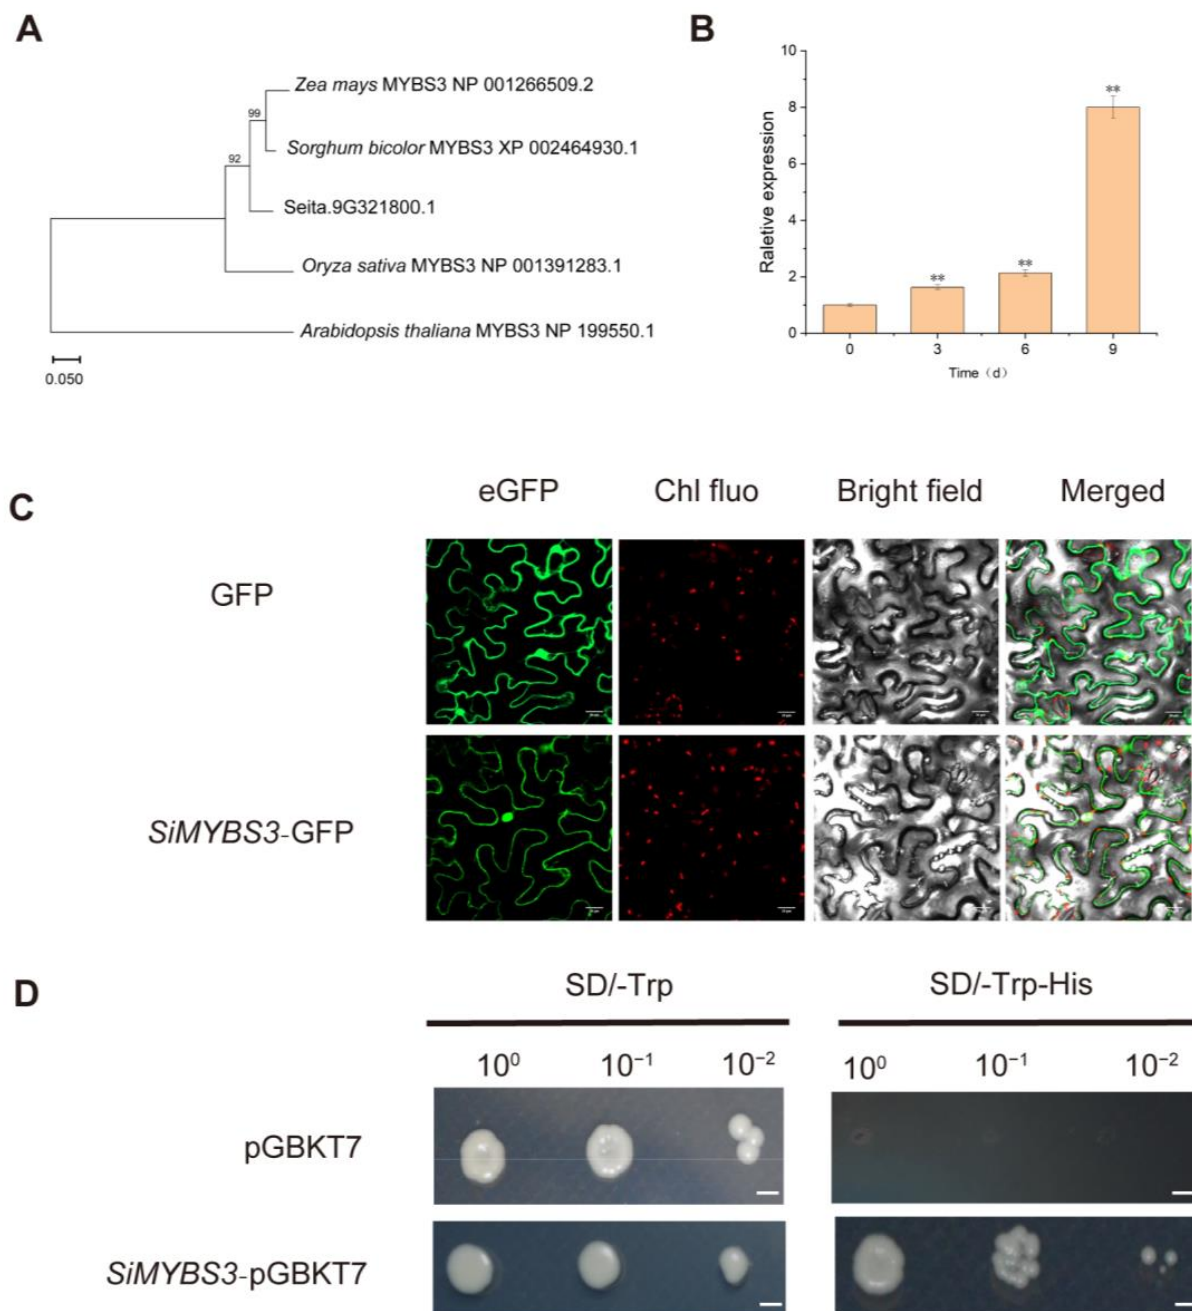 A
Zea mays MYBS3 NP 001266509.2
99
Sorghum bicolor MYBS3 XP 002464930.1
92
Seita.9G321800.1
Oryza sativa MYBS3 NP 001391283.1
Arabidopsis thaliana MYBS3 NP 199550.1
0.050
B
Raletive expression
10
8
6
4
2
0
**
**
**
0 3 6 9
Time（d）
C
eGFP Chl fluo Bright field Merged
GFP
SiMYBS3-GFP
D
SD/-Trp SD/-Trp-His
10⁰ 10⁻¹ 10⁻² 10⁰ 10⁻¹ 10⁻²
pGBKT7
SiMYBS3-pGBKT7